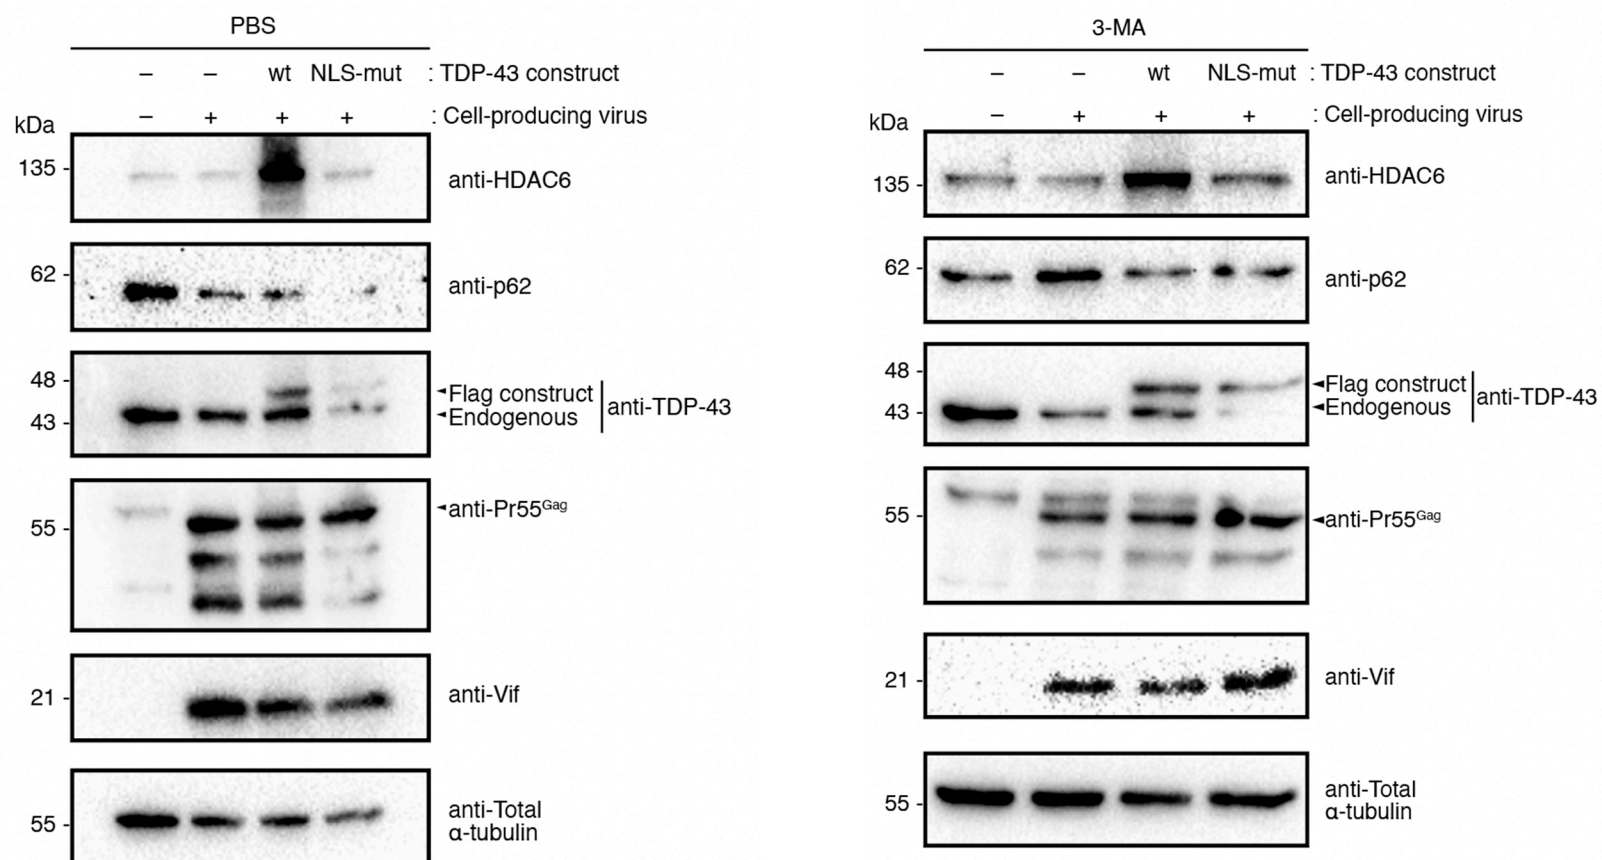 PBS
– – wt NLS-mut : TDP-43 construct
– + + + : Cell-producing virus
kDa
135 - anti-HDAC6
62 - anti-p62
48 - Flag construct
43 - Endogenous
anti-TDP-43
anti-Pr55Gag
55 -
21 - anti-Vif
55 - anti-Total
α-tubulin
3-MA
– – wt NLS-mut : TDP-43 construct
– + + + : Cell-producing virus
kDa
135 - anti-HDAC6
62 - anti-p62
48 - Flag construct
43 - Endogenous
anti-TDP-43
55 - anti-Pr55Gag
21 - anti-Vif
55 - anti-Total
α-tubulin